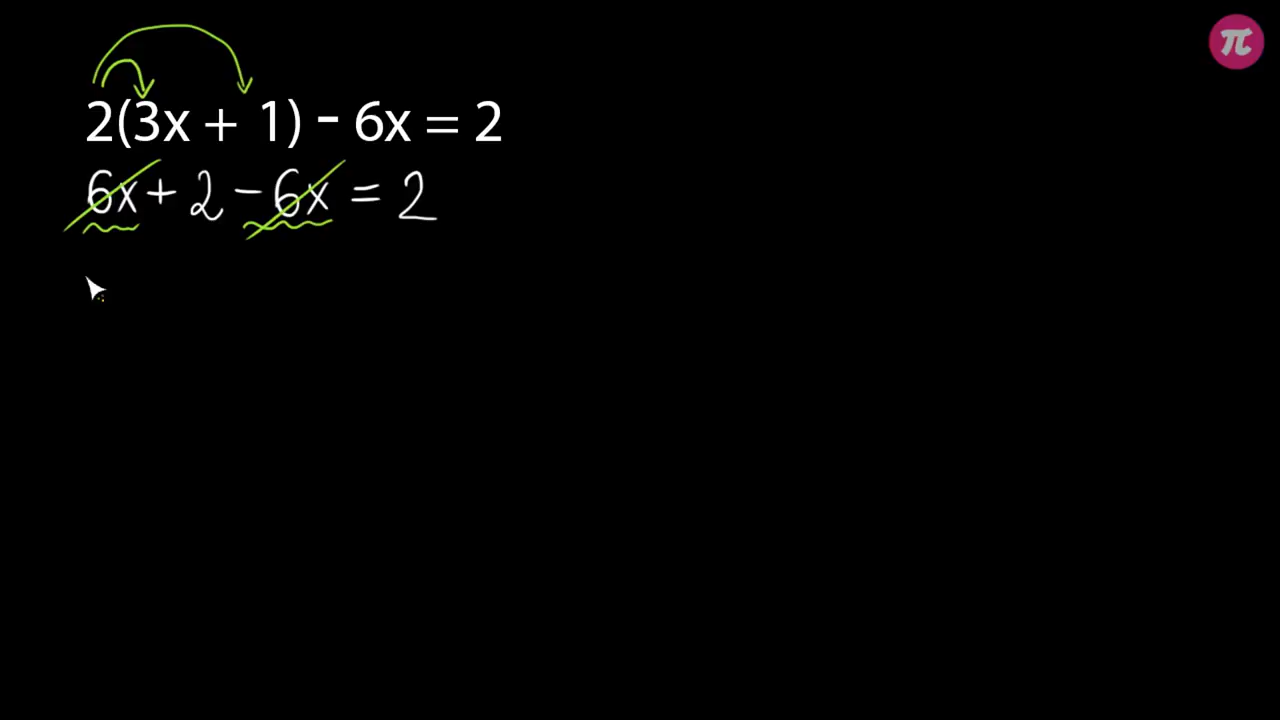 2(3x + 1) - 6x = 2
6x + 2 - 6x = 2
π